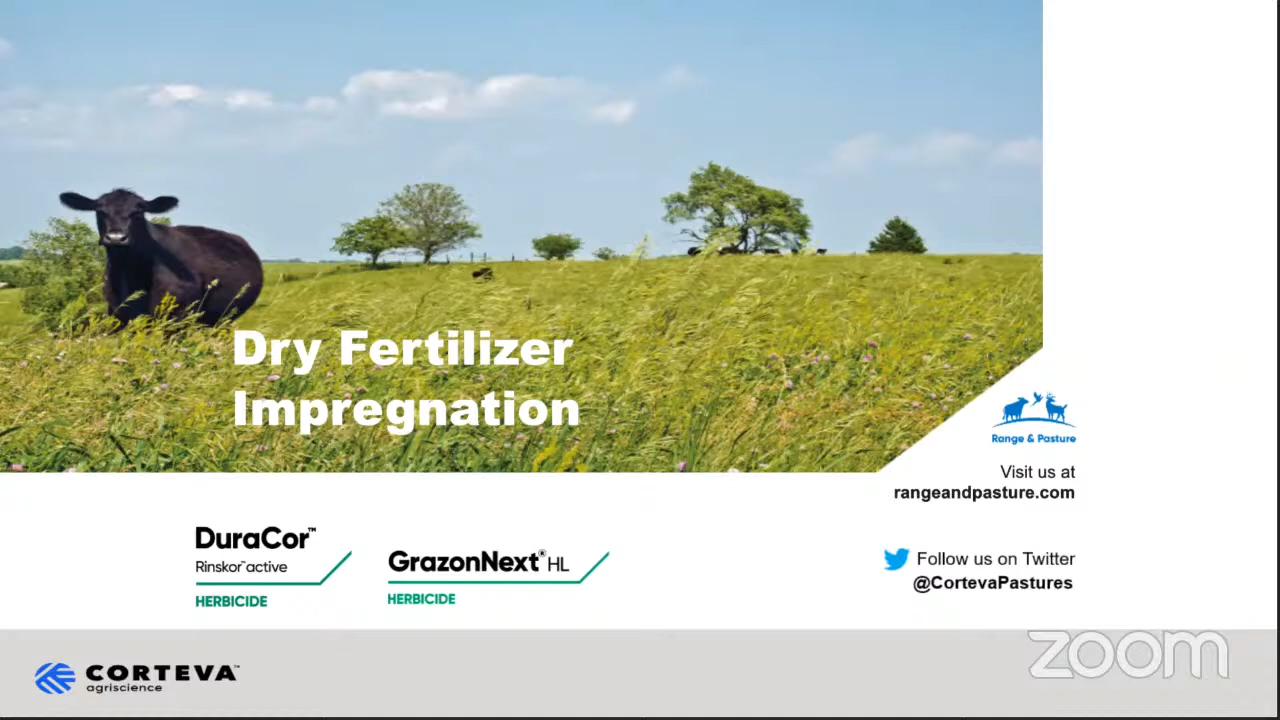 Dry Fertilizer
Impregnation
Range & Pasture
Visit us at
rangeandpasture.com
DuraCor™
Rinskor™active
HERBICIDE
GrazonNext® HL
HERBICIDE
Follow us on Twitter
@CortevaPastures
CORTEVA™
agriscience
zoom